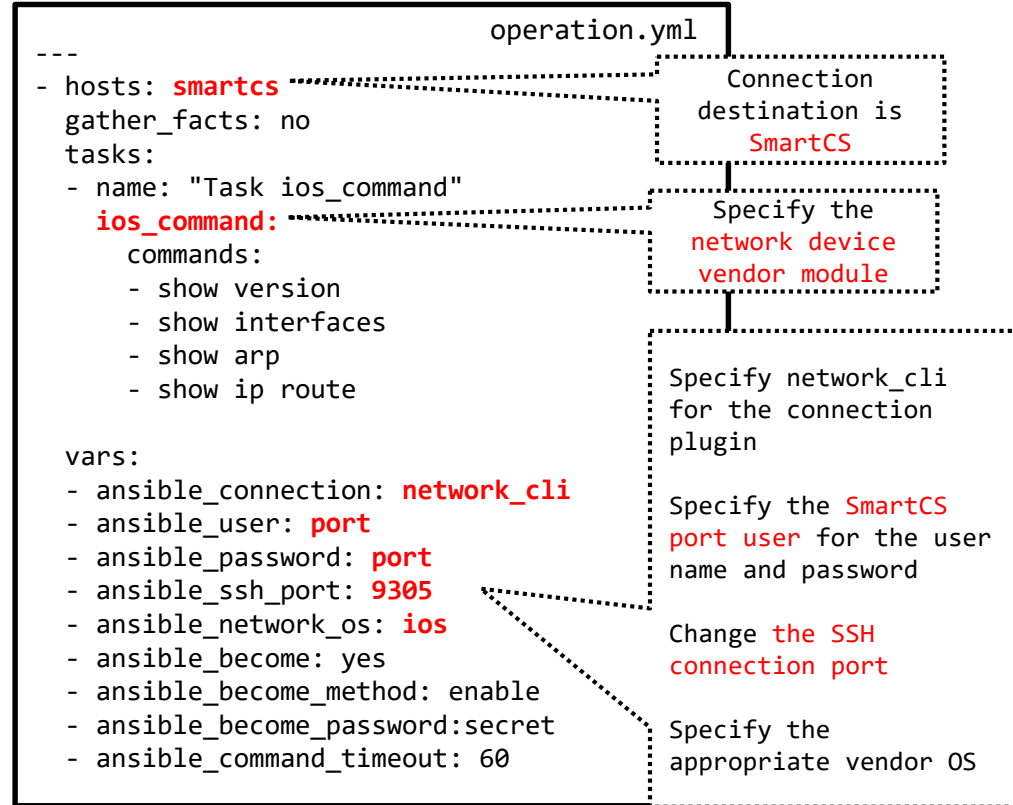 operation.yml
---
- hosts: smartcs
  gather_facts: no
  tasks:
  - name: "Task ios_command"
    ios_command:
      commands:
        - show version
        - show interfaces
        - show arp
        - show ip route
  vars:
  - ansible_connection: network_cli
  - ansible_user: port
  - ansible_password: port
  - ansible_ssh_port: 9305
  - ansible_network_os: ios
  - ansible_become: yes
  - ansible_become_method: enable
  - ansible_become_password:secret
  - ansible_command_timeout: 60
Connection
destination is
SmartCS
Specify the
network device
vendor module
Specify network_cli
for the connection
plugin
Specify the SmartCS
port user for the user
name and password
Change the SSH
connection port
Specify the
appropriate vendor OS